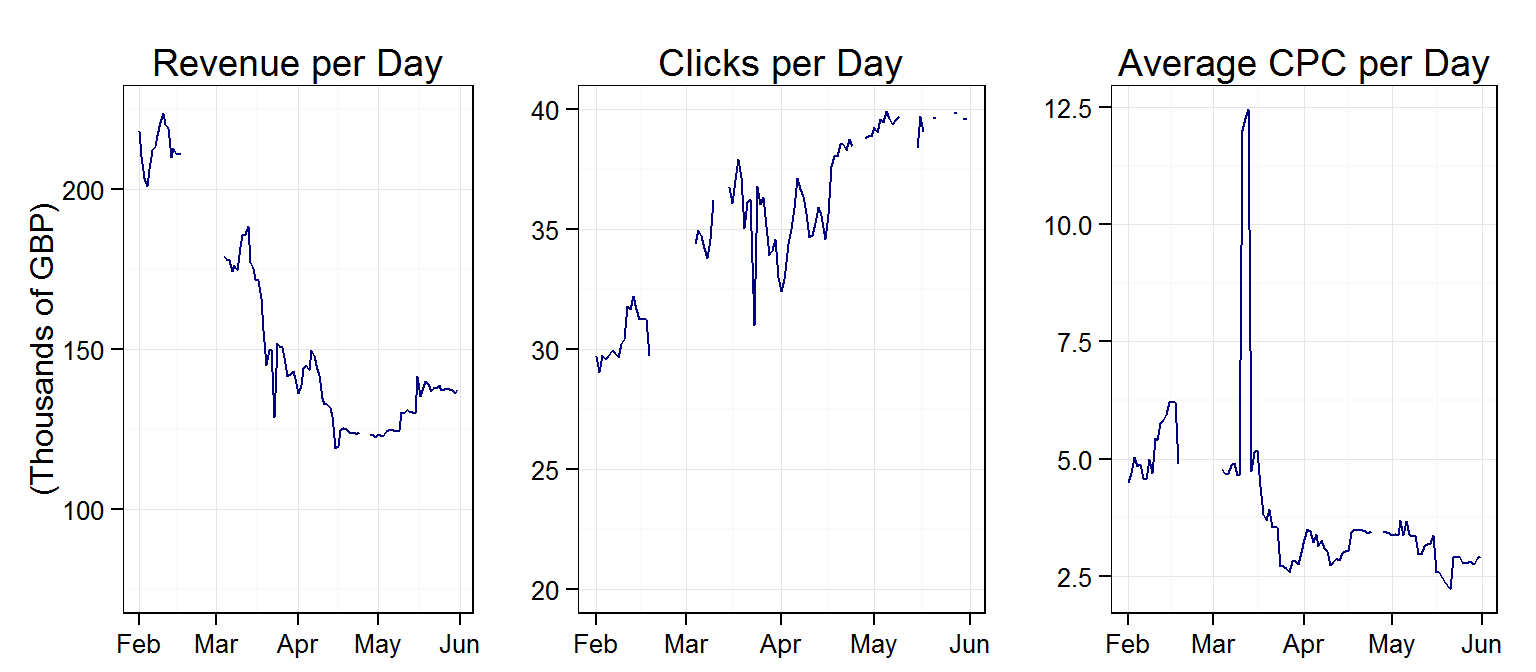 Revenue per Day
(Thousands of GBP)
200
150
100
Feb Mar Apr May Jun
Clicks per Day
40
35
30
25
20
Feb Mar Apr May Jun
Average CPC per Day
12.5
10.0
7.5
5.0
2.5
Feb Mar Apr May Jun